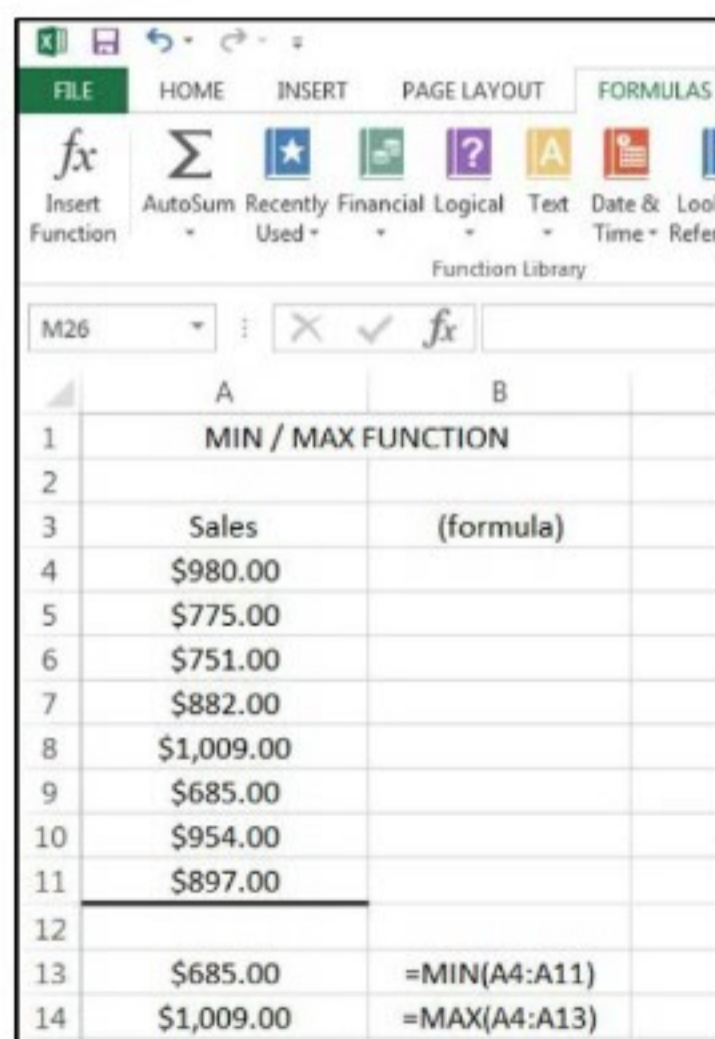 FILE HOME INSERT PAGE LAYOUT FORMULAS
fx Σ ? A
Insert AutoSum Recently Financial Logical Text Date &
Function Used Time
Function Library
M26 fx
A B
1 MIN / MAX FUNCTION
2
3 Sales (formula)
4 $980.00
5 $775.00
6 $751.00
7 $882.00
8 $1,009.00
9 $685.00
10 $954.00
11 $897.00
12
13 $685.00 =MIN(A4:A11)
14 $1,009.00 =MAX(A4:A13)